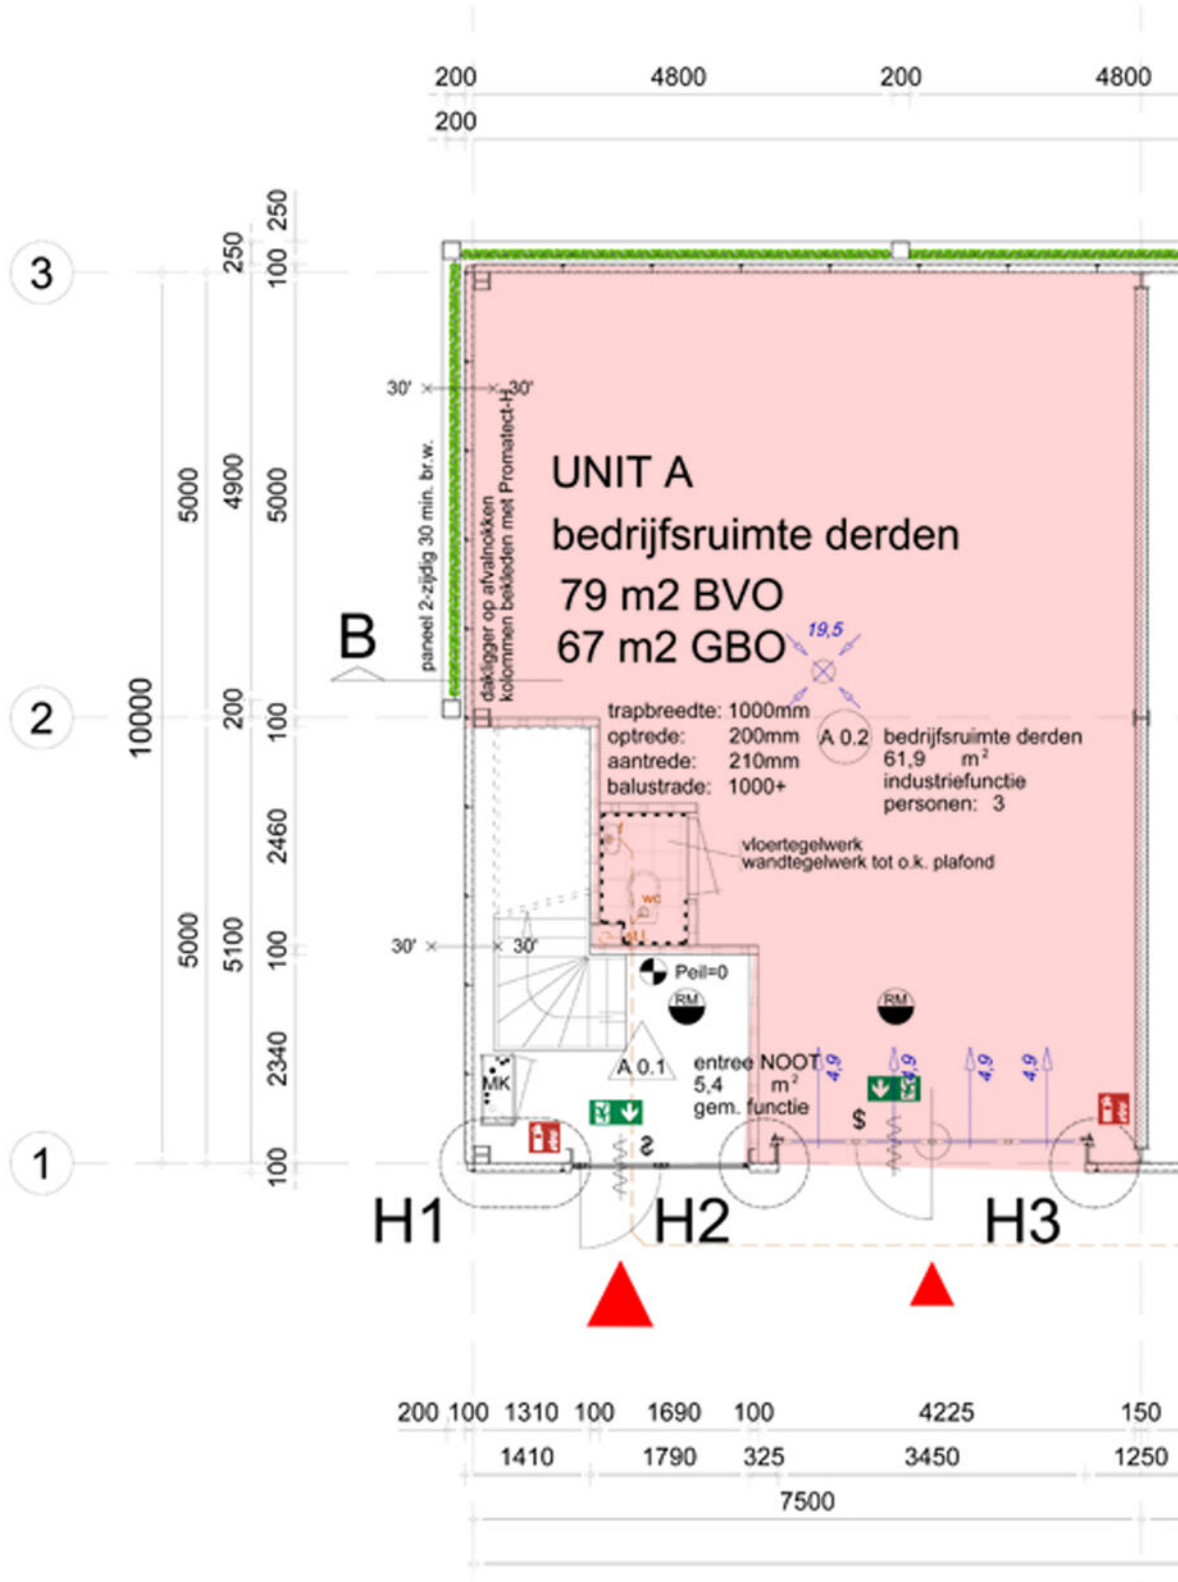 200 4800 200 4800
200
250
250
100
3
30' 30'
5000
4900
5000
paneel 2-zijdig 30 min. br.w.
dakligger op afvalnokken
kolommen bekleden met Promatect-H
UNIT A
bedrijfsruimte derden
79 m2 BVO
67 m2 GBO
19,5
B
10000
2
200
100
trapbreedte: 1000mm
optrede: 200mm
aantrede: 210mm
balustrade: 1000+
A 0.2
bedrijfsruimte derden
61,9 m²
industriefunctie
personen: 3
2460
vloertegelwerk
wandtegelwerk tot o.k. plafond
wc
5000
5100
100
30' 30'
Peil=0
RM
RM
2340
MK
A 0.1
entree NOOT
5,4 m²
gem. functie
4,9
4,9
4,9
4,9
$
1
100
H1 H2 H3
200 100 1310 100 1690 100 4225 150
1410 1790 325 3450 1250
7500